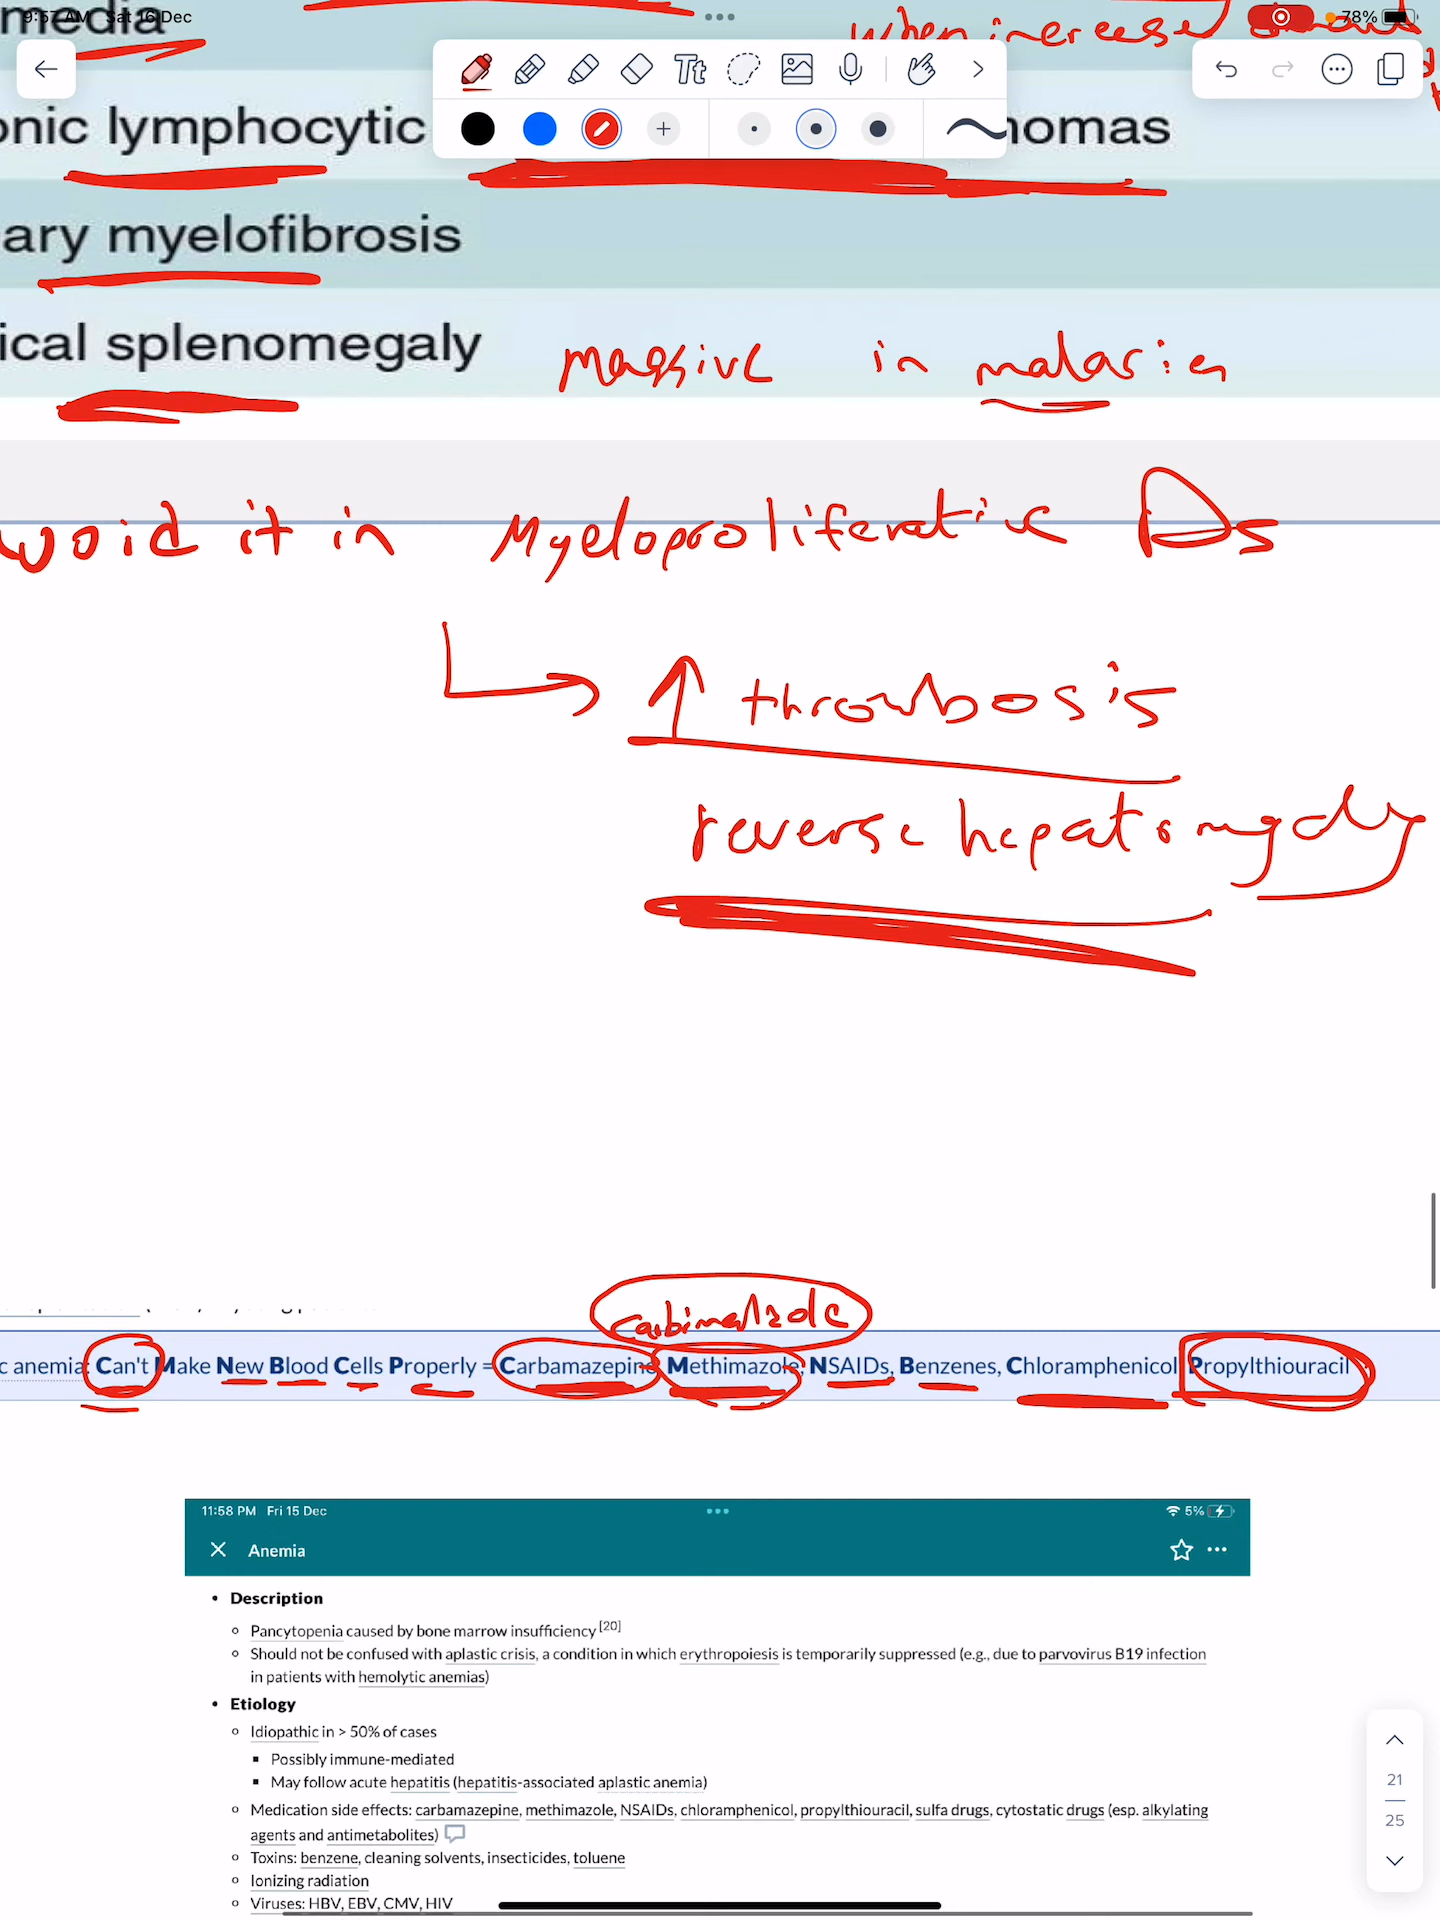 9:57 AM Sat 16 Dec
78%
media
when increased
onic lymphocytic
nomas
ary myelofibrosis
ical splenomegaly
Massive in malaria
void it in Myeloproliferative Ds
↑ thrombosis
reverse hepatomegaly
carbimazole
c anemia: Can't Make New Blood Cells Properly = Carbamazepine, Methimazole, NSAIDs, Benzenes, Chloramphenicol, Propylthiouracil
11:58 PM Fri 15 Dec
5%
Anemia
• Description
Pancytopenia caused by bone marrow insufficiency [20]
Should not be confused with aplastic crisis, a condition in which erythropoiesis is temporarily suppressed (e.g., due to parvovirus B19 infection
in patients with hemolytic anemias)
• Etiology
Idiopathic in > 50% of cases
Possibly immune-mediated
May follow acute hepatitis (hepatitis-associated aplastic anemia)
Medication side effects: carbamazepine, methimazole, NSAIDs, chloramphenicol, propylthiouracil, sulfa drugs, cytostatic drugs (esp. alkylating
agents and antimetabolites)
Toxins: benzene, cleaning solvents, insecticides, toluene
Ionizing radiation
Viruses: HBV, EBV, CMV, HIV
21
25
Tt